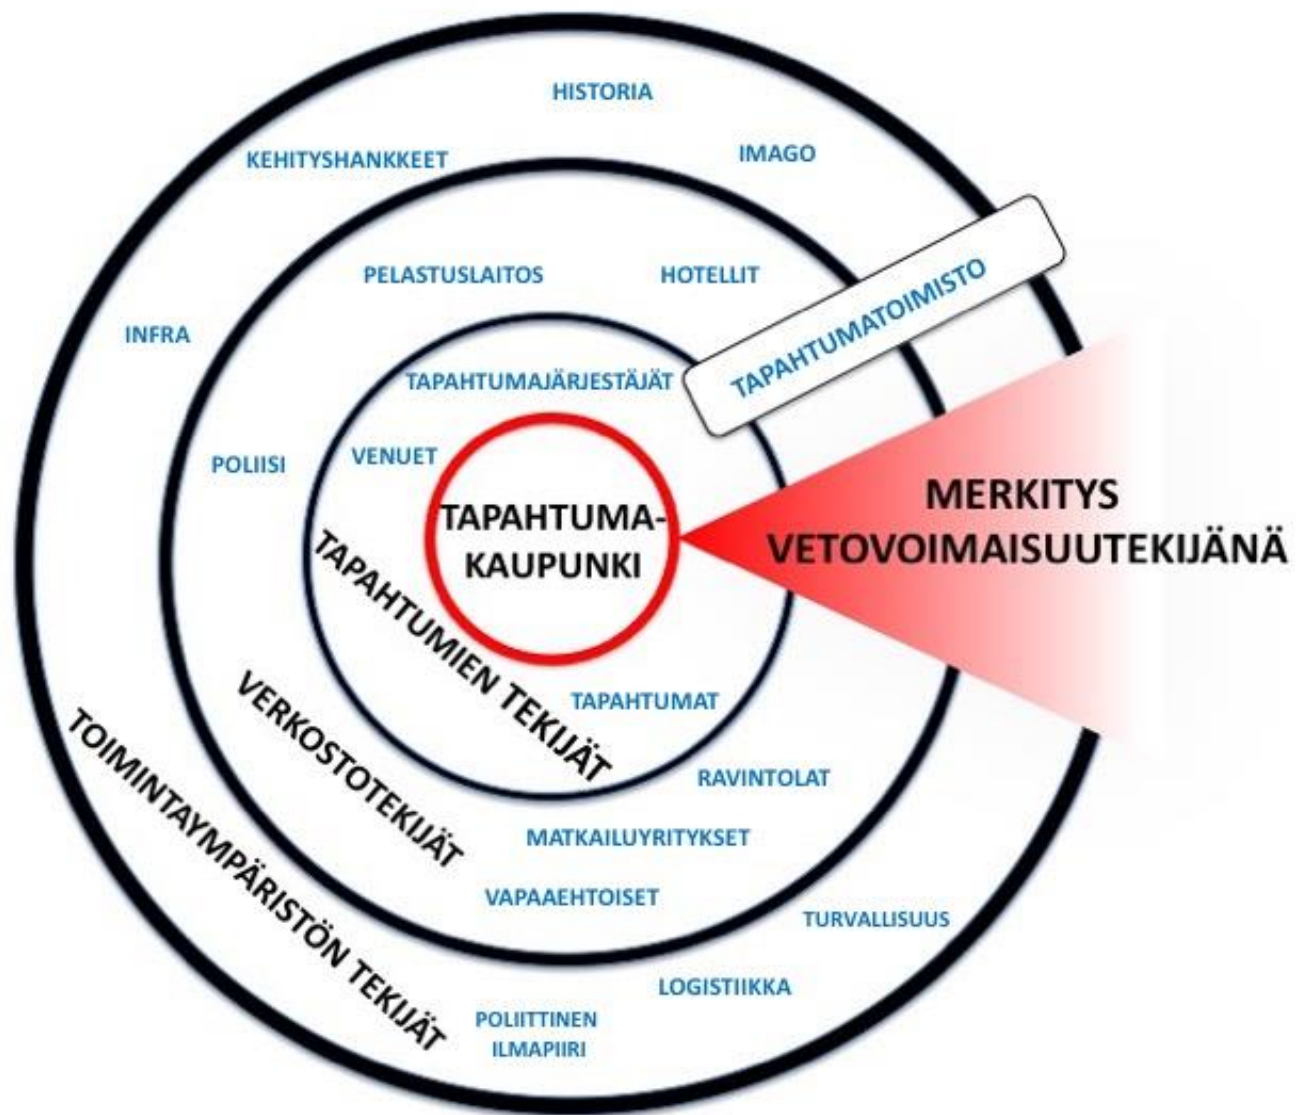 HISTORIA
KEHITYSHANKKEET
IMAGO
PELASTUSLAITOS
HOTELLIT
TAPAHTUMATOIMISTO
INFRA
TAPAHTUMAJÄRJESTÄJÄT
POLIISI
VENUET
TAPAHTUMA-
KAUPUNKI
MERKITYS
VETOVOIMAISUUTEKIJÄNÄ
TAPAHTUMIEN TEKIJÄT
TAPAHTUMAT
VERKOSTOTEKIJÄT
RAVINTOLAT
MATKAILUYRITYKSET
VAPAAEHTOISET
TOIMINTAYMPÄRISTÖN TEKIJÄT
TURVALLISUUS
LOGISTIIKKA
POLIITTINEN
ILMAPIIRI